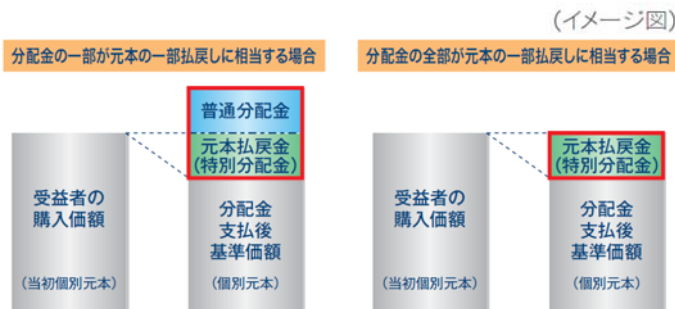 (イメージ図)
分配金の一部が元本の一部払戻しに相当する場合
普通分配金
元本払戻金
(特別分配金)
受益者の
購入価額
(当初個別元本)
分配金
支払後
基準価額
(個別元本)
分配金の全部が元本の一部払戻しに相当する場合
元本払戻金
(特別分配金)
受益者の
購入価額
(当初個別元本)
分配金
支払後
基準価額
(個別元本)